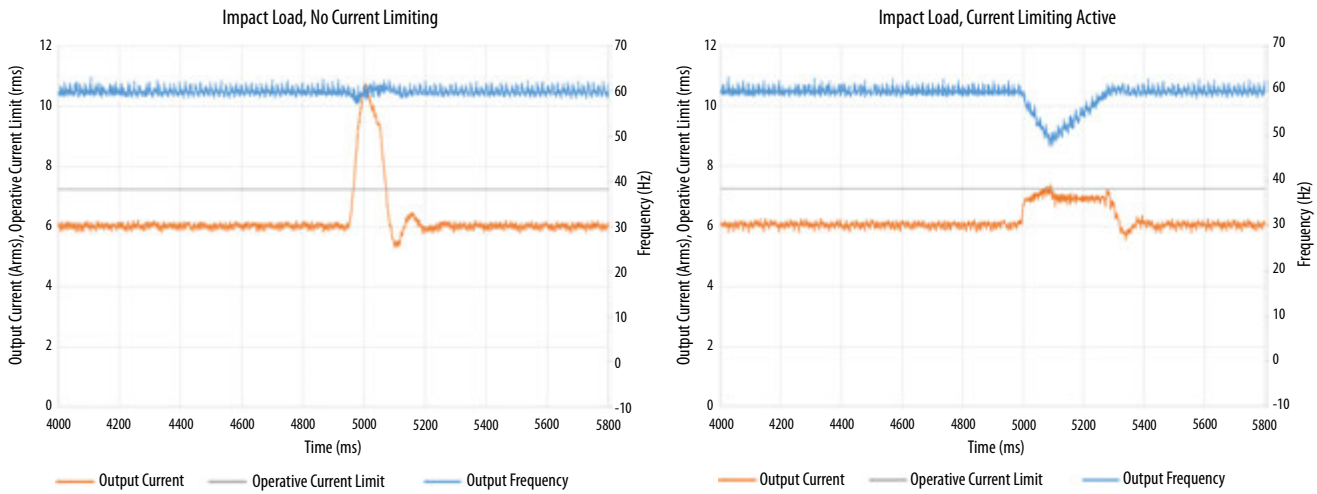 Impact Load, No Current Limiting
Output Current (Arms), Operative Current Limit (rms)
12
10
8
6
4
2
0
70
60
50
40
30
20
10
0
-10
Frequency (Hz)
4000 4200 4400 4600 4800 5000 5200 5400 5600 5800
Time (ms)
Output Current Operative Current Limit Output Frequency
Impact Load, Current Limiting Active
Output Current (Arms), Operative Current Limit (rms)
12
10
8
6
4
2
0
70
60
50
40
30
20
10
0
-10
Frequency (Hz)
4000 4200 4400 4600 4800 5000 5200 5400 5600 5800
Time (ms)
Output Current Operative Current Limit Output Frequency